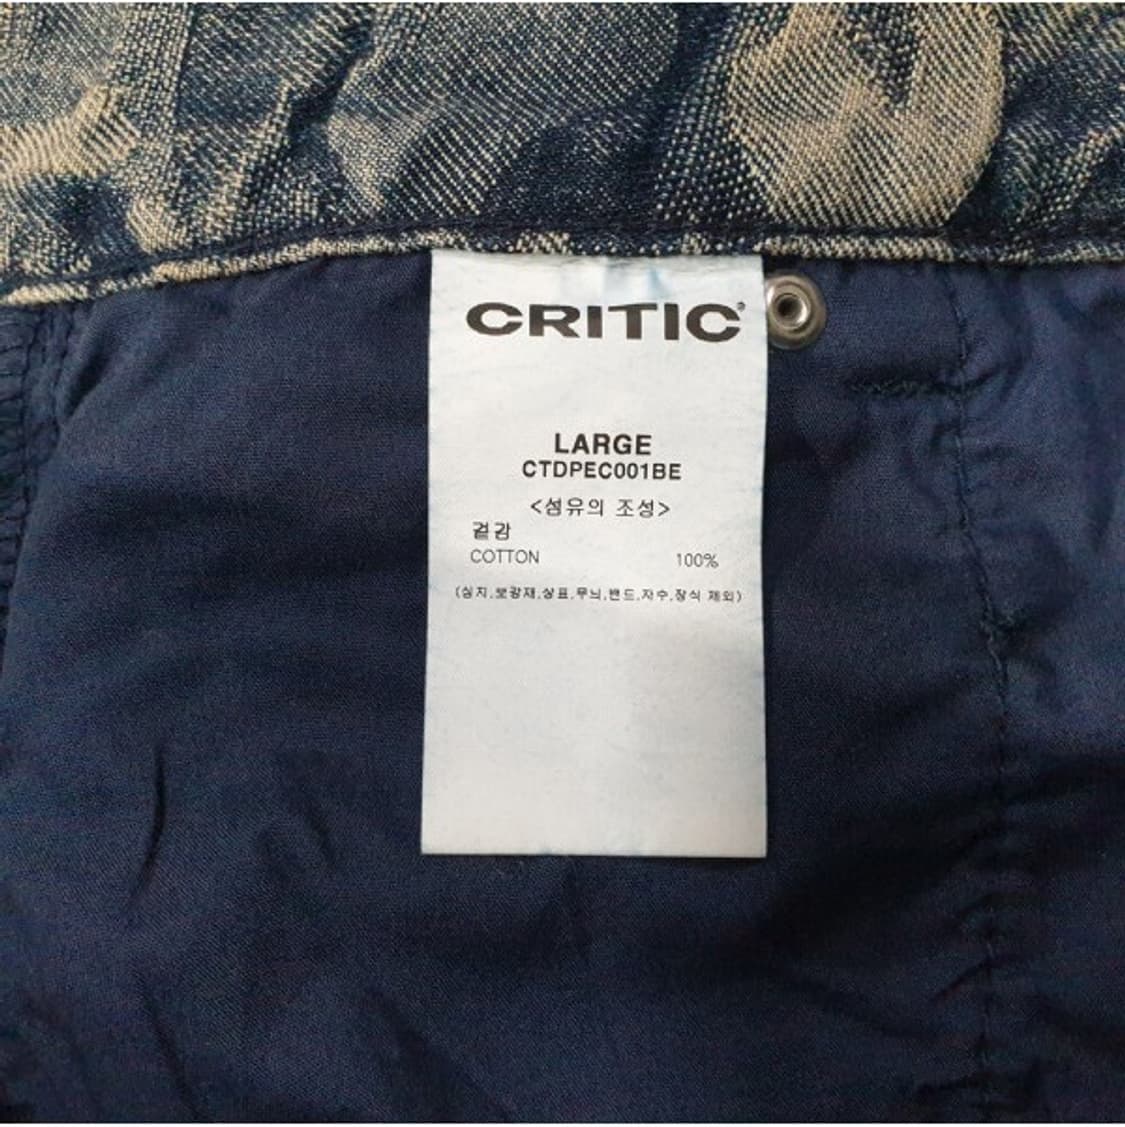 CRITIC®
LARGE
CTDPEC001BE
<섬유의 조성>
겉감
COTTON 100%
(심지,보강재,상표,무늬,밴드,자수,장식 제외)